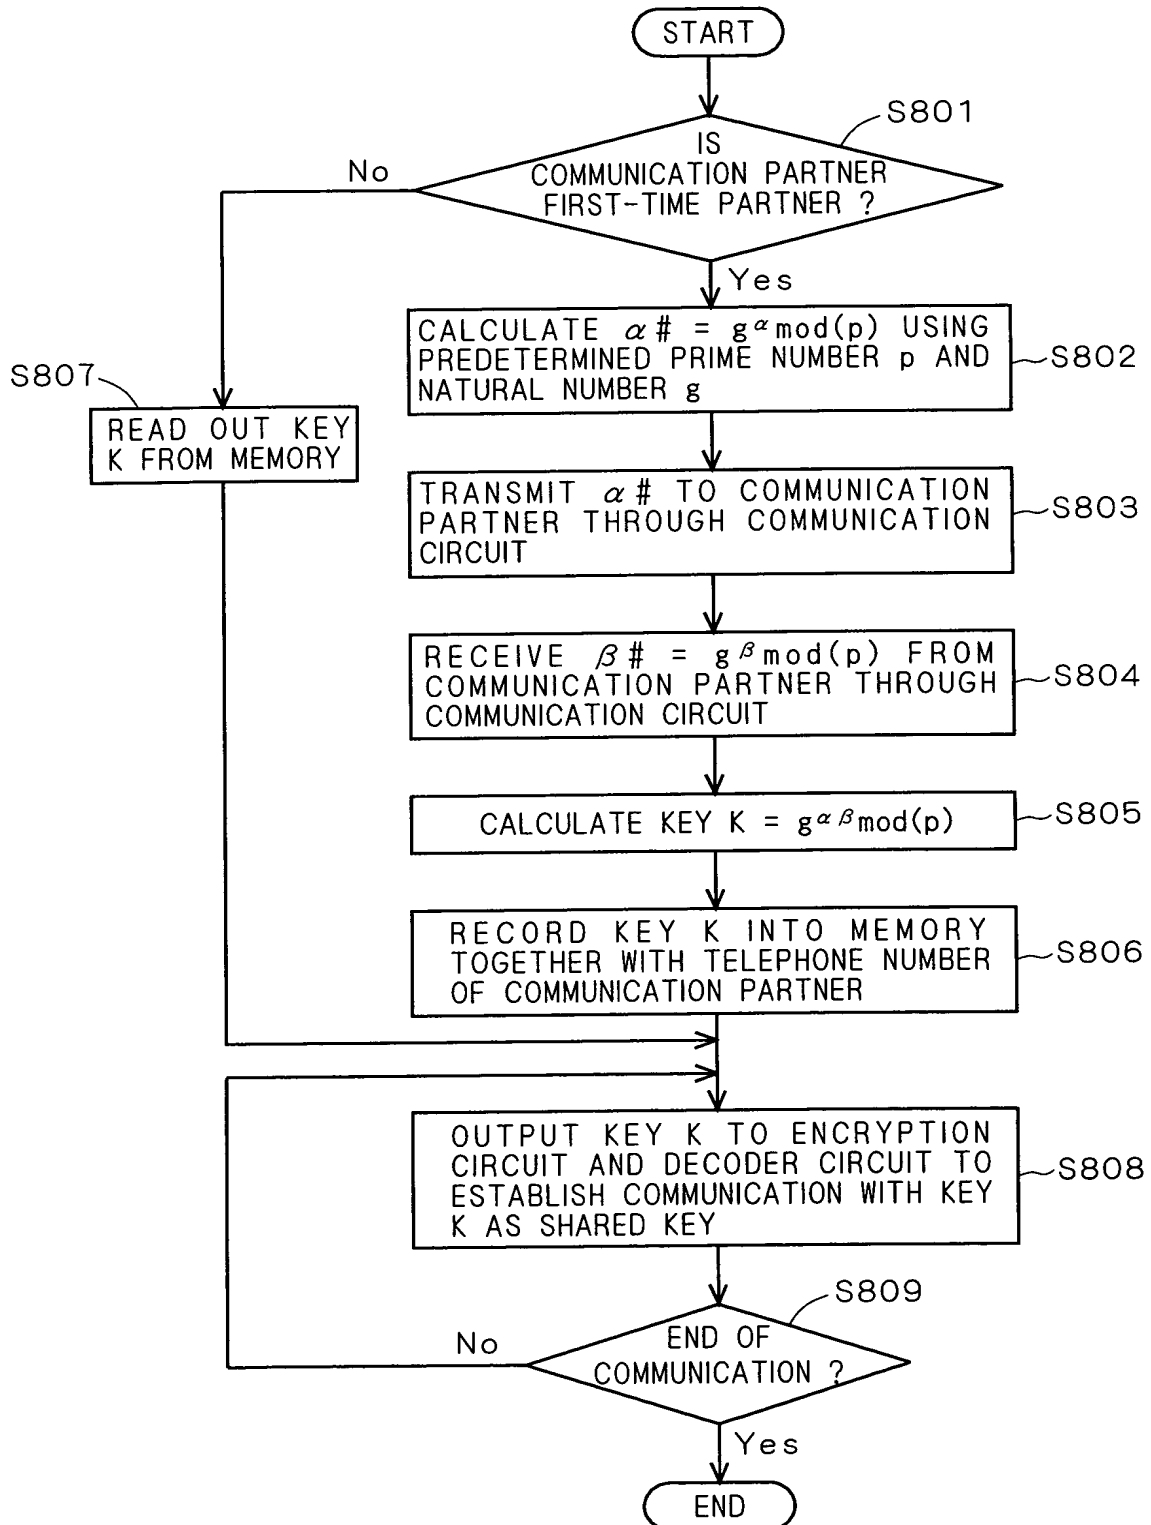 START
S801
IS
COMMUNICATION PARTNER
FIRST-TIME PARTNER ?
No
Yes
CALCULATE α# = g^α mod(p) USING
PREDETERMINED PRIME NUMBER p AND
NATURAL NUMBER g
S802
S807
READ OUT KEY
K FROM MEMORY
TRANSMIT α# TO COMMUNICATION
PARTNER THROUGH COMMUNICATION
CIRCUIT
S803
RECEIVE β# = g^β mod(p) FROM
COMMUNICATION PARTNER THROUGH
COMMUNICATION CIRCUIT
S804
CALCULATE KEY K = g^αβ mod(p)
S805
RECORD KEY K INTO MEMORY
TOGETHER WITH TELEPHONE NUMBER
OF COMMUNICATION PARTNER
S806
OUTPUT KEY K TO ENCRYPTION
CIRCUIT AND DECODER CIRCUIT TO
ESTABLISH COMMUNICATION WITH KEY
K AS SHARED KEY
S808
S809
END OF
COMMUNICATION ?
No
Yes
END